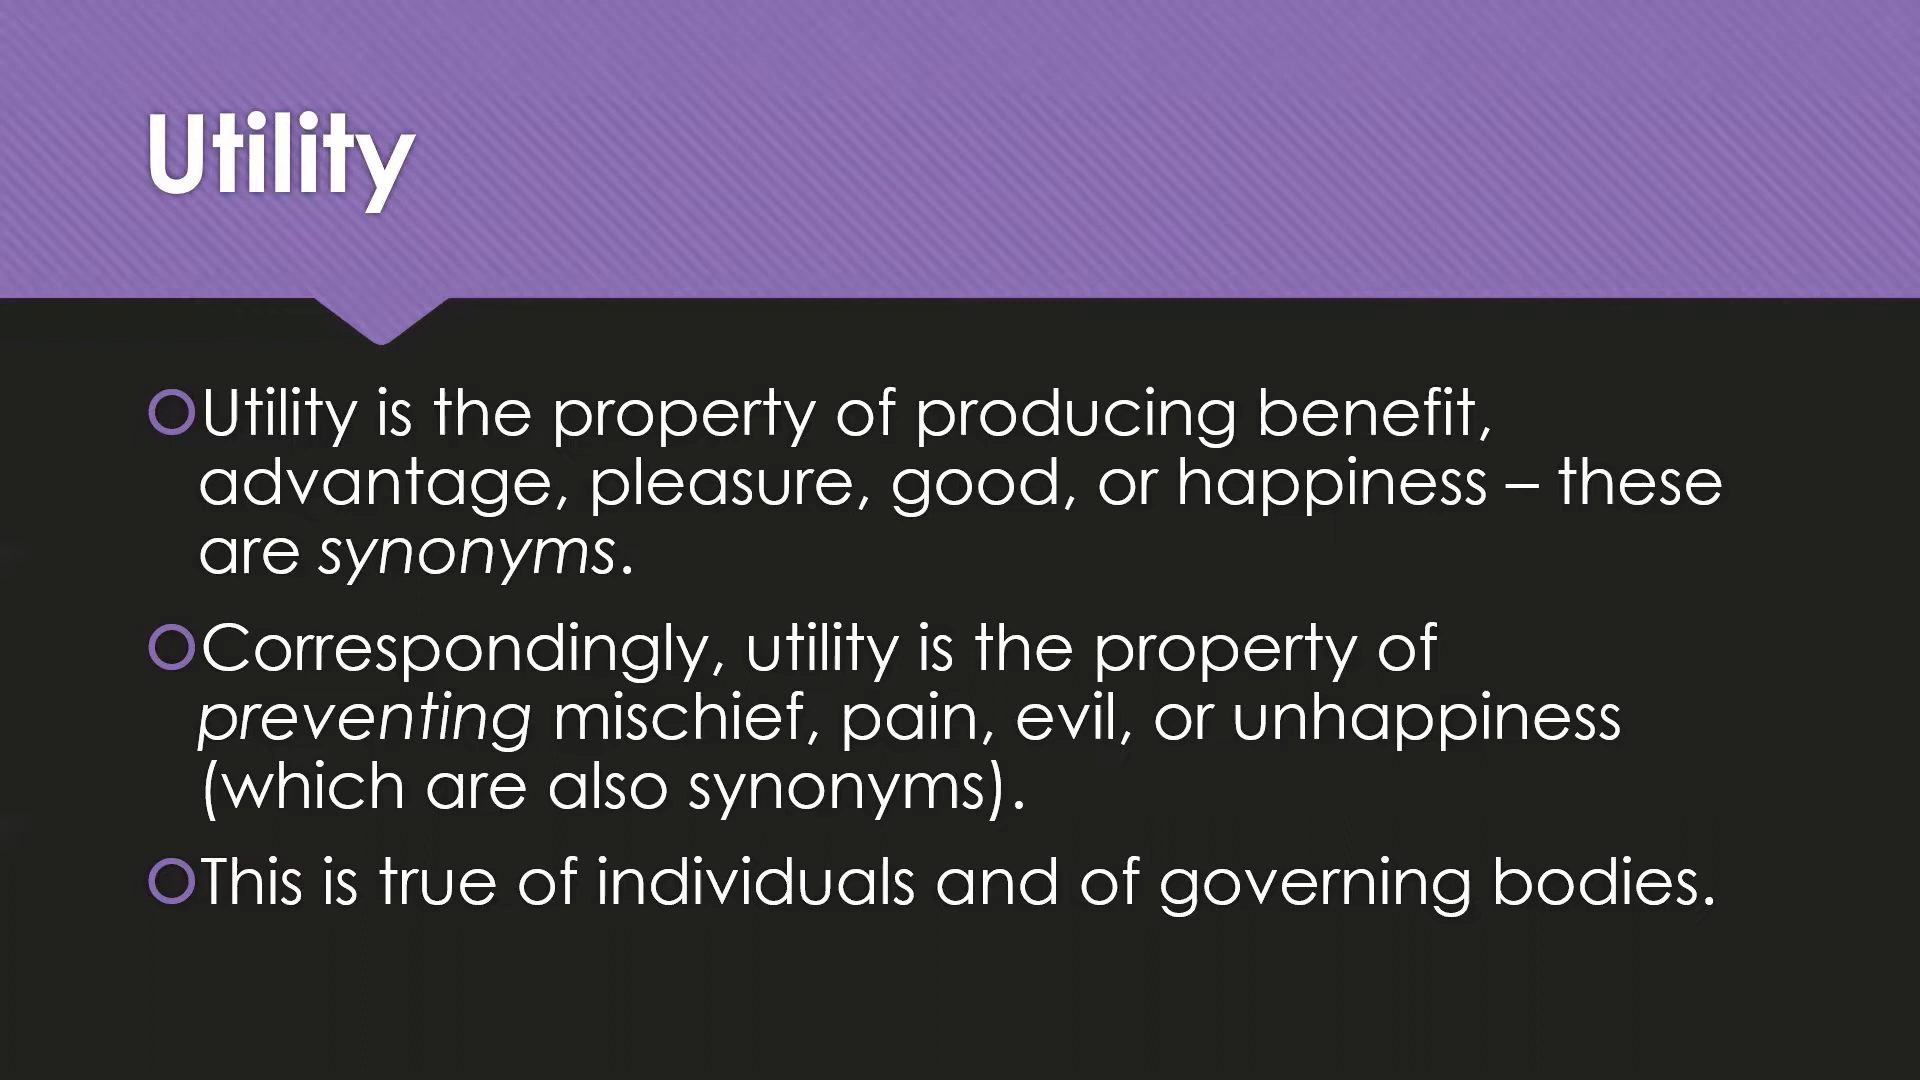 Utility
Utility is the property of producing benefit,
advantage, pleasure, good, or happiness – these
are synonyms.
Correspondingly, utility is the property of
preventing mischief, pain, evil, or unhappiness
(which are also synonyms).
This is true of individuals and of governing bodies.